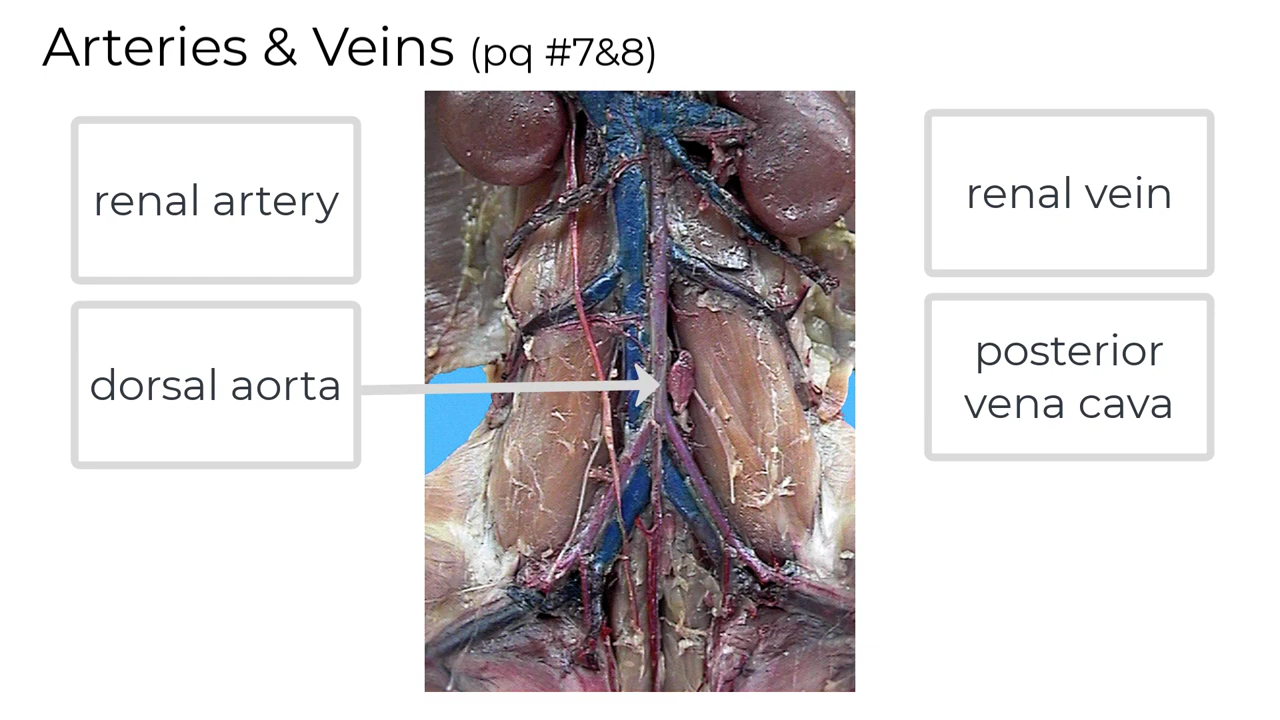 Arteries & Veins (pq #7&8)
renal artery
dorsal aorta
renal vein
posterior
vena cava